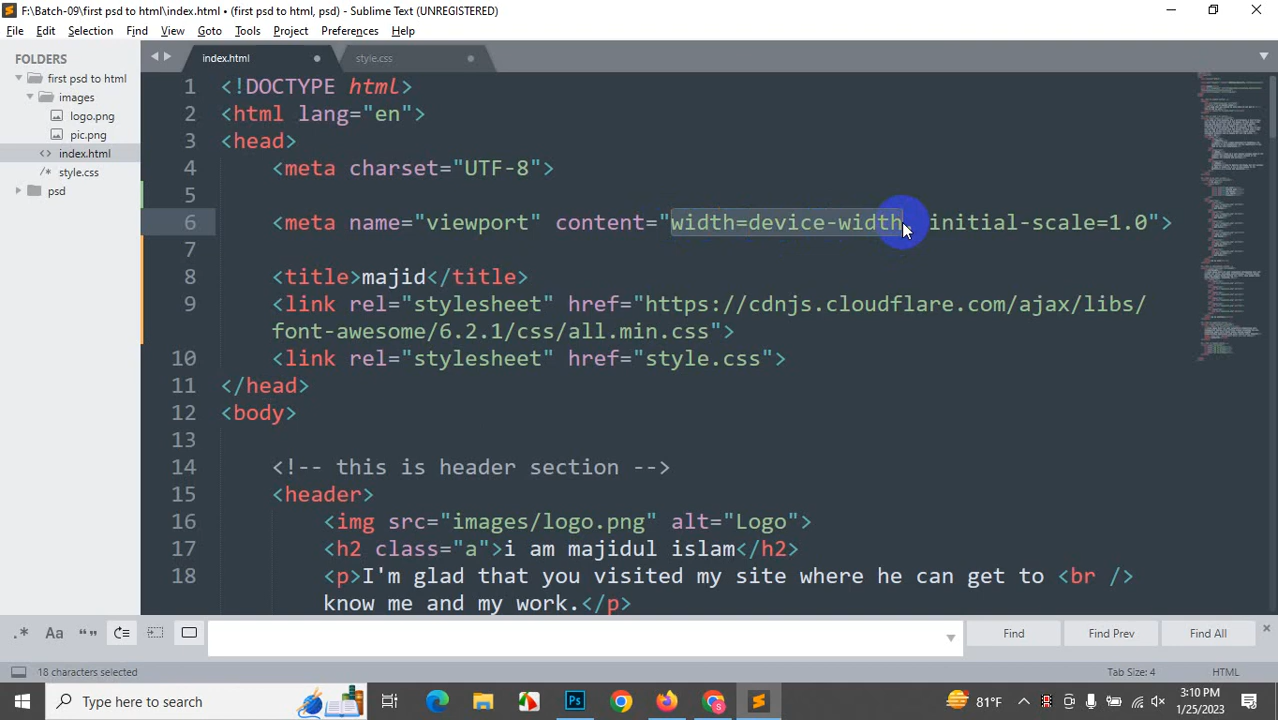 F:\Batch-09\first psd to html\index.html • (first psd to html, psd) - Sublime Text (UNREGISTERED)
File Edit Selection Find View Goto Tools Project Preferences Help
FOLDERS
first psd to html
images
logo.png
pic.png
index.html
style.css
psd
index.html
style.css
1 <!DOCTYPE html>
2 <html lang="en">
3 <head>
4 <meta charset="UTF-8">
5
6 <meta name="viewport" content="width=device-width, initial-scale=1.0">
7
8 <title>majid</title>
9 <link rel="stylesheet" href="https://cdnjs.cloudflare.com/ajax/libs/
font-awesome/6.2.1/css/all.min.css">
10 <link rel="stylesheet" href="style.css">
11 </head>
12 <body>
13
14 <!-- this is header section -->
15 <header>
16 <img src="images/logo.png" alt="Logo">
17 <h2 class="a">i am majidul islam</h2>
18 <p>I'm glad that you visited my site where he can get to <br />
know me and my work.</p>
.* Aa “ ”
Find Find Prev Find All
18 characters selected
Tab Size: 4 HTML
Type here to search
Ps
S
81°F
3:10 PM
1/25/2023